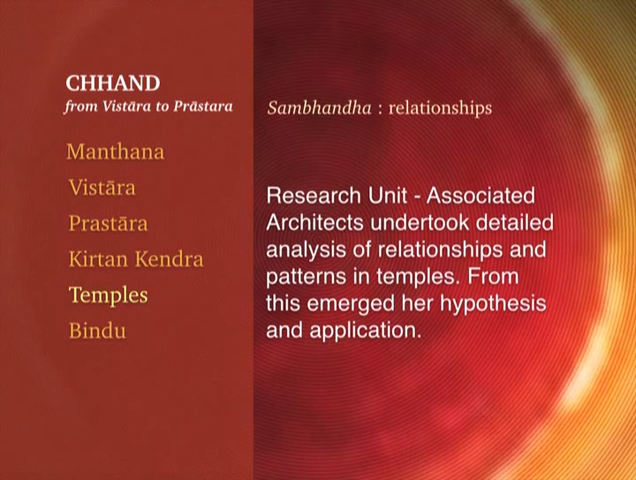 CHHAND
from Vistāra to Prāstara
Manthana
Vistāra
Prastāra
Kirtan Kendra
Temples
Bindu
Sambhandha : relationships
Research Unit - Associated
Architects undertook detailed
analysis of relationships and
patterns in temples. From
this emerged her hypothesis
and application.